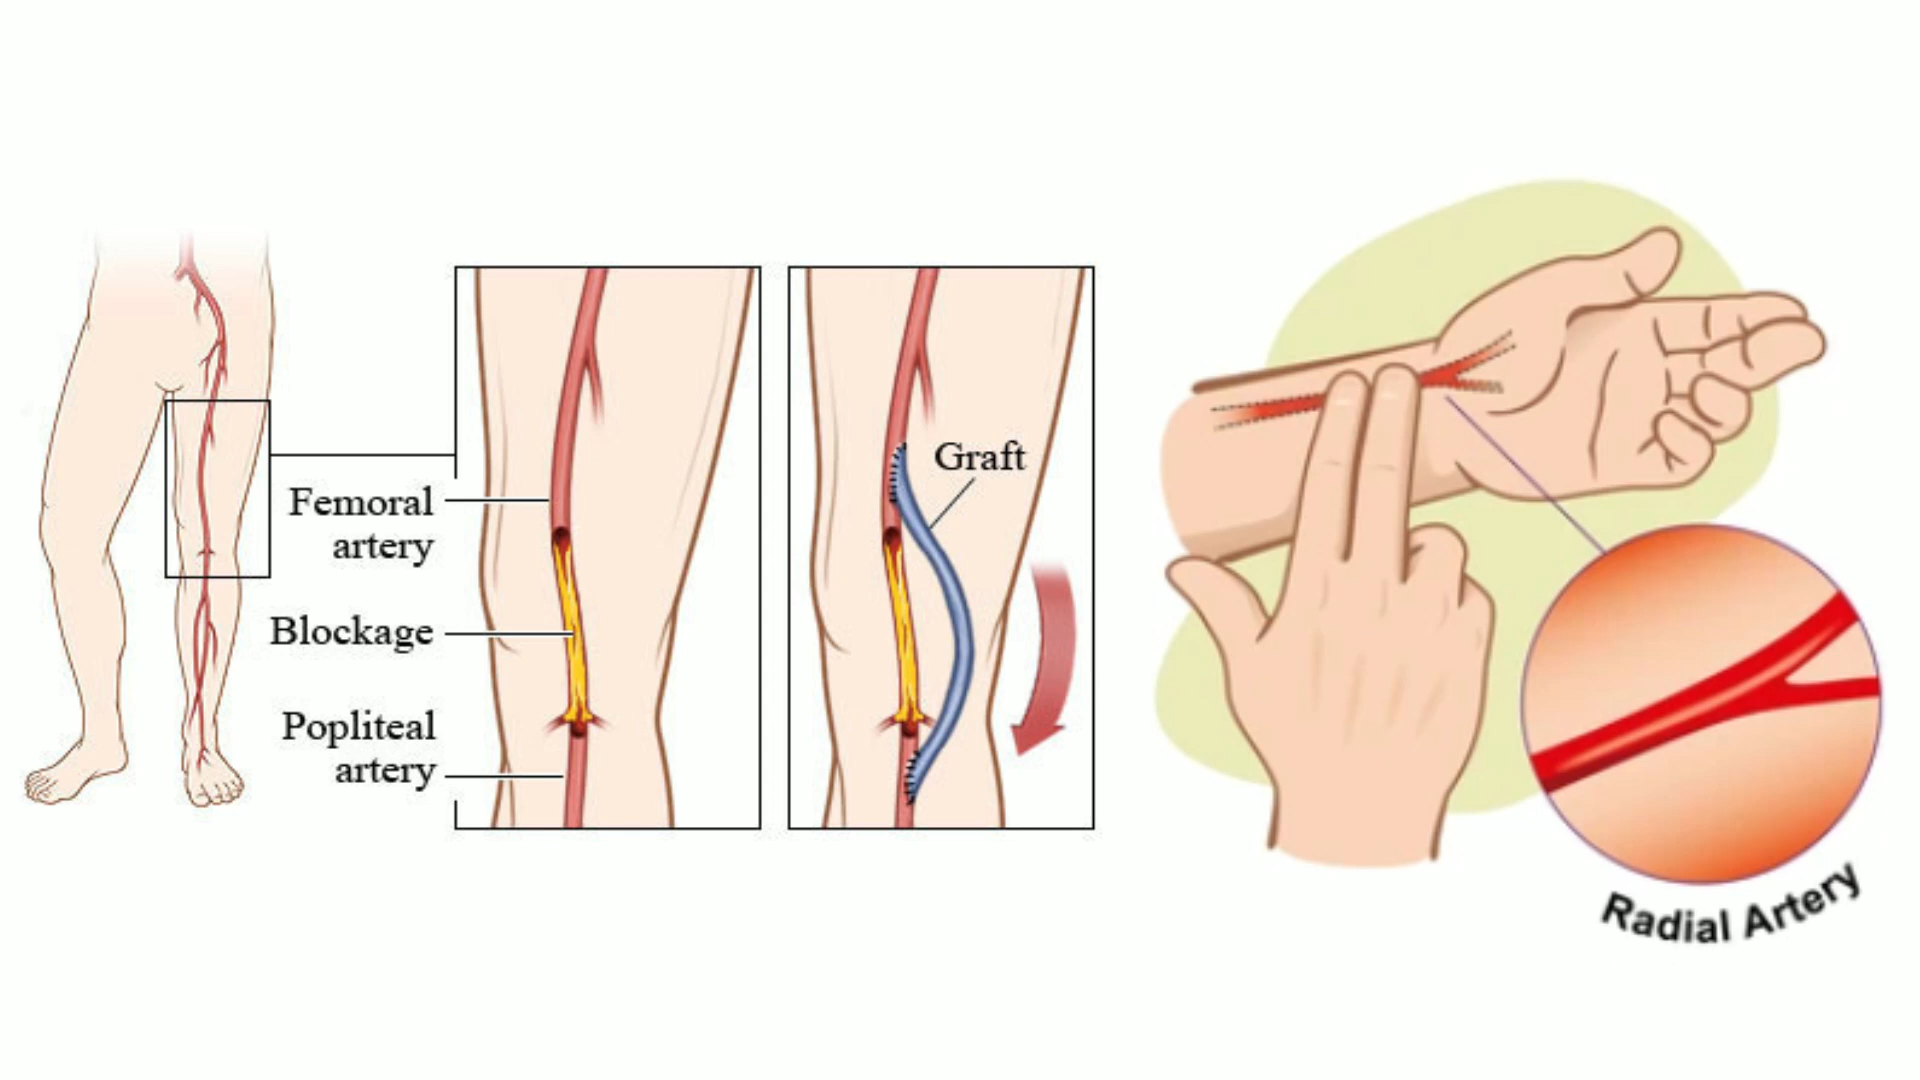 Femoral
artery
Blockage
Popliteal
artery
Graft
Radial Artery